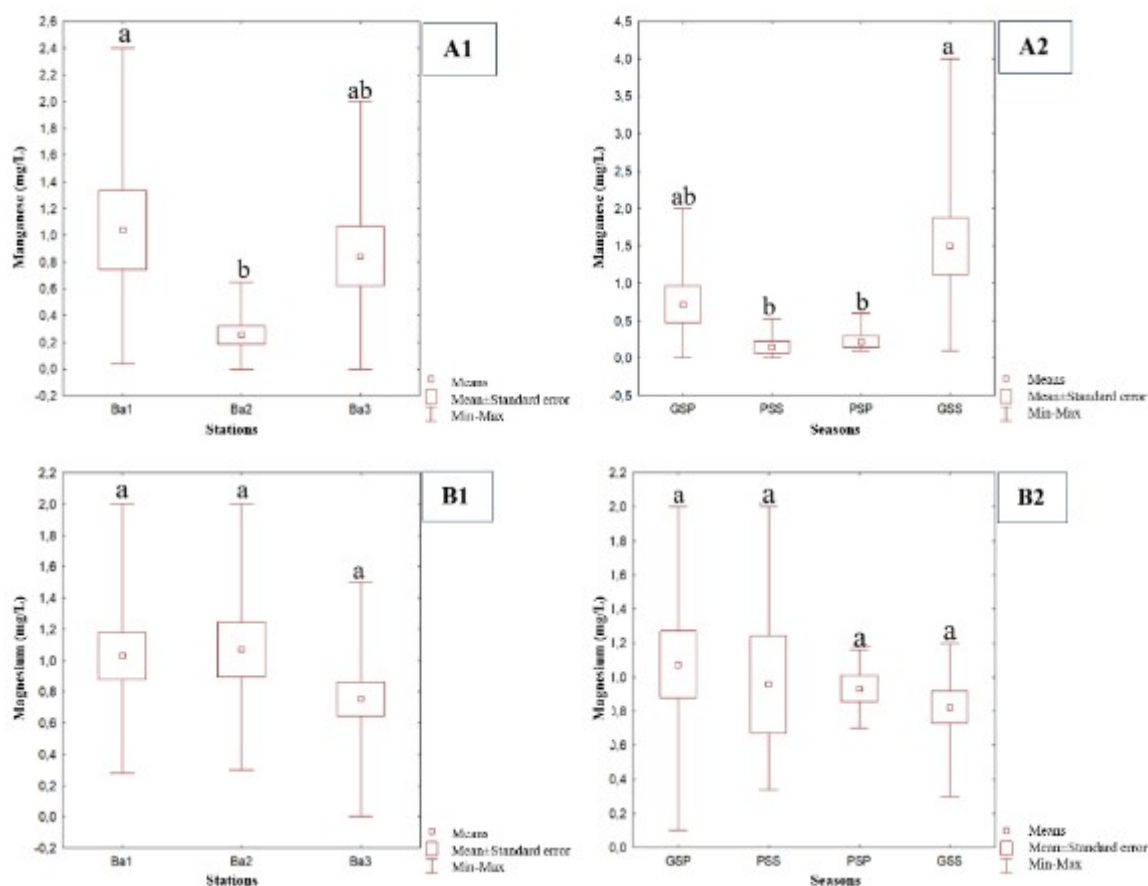 A1
Manganese (mg/L)
2,6
2,4
2,2
2,0
1,8
1,6
1,4
1,2
1,0
0,8
0,6
0,4
0,2
0,0
-0,2
a
b
ab
Ba1 Ba2 Ba3
Stations
Means
Mean±Standard error
Min-Max
A2
Manganese (mg/L)
4,5
4,0
3,5
3,0
2,5
2,0
1,5
1,0
0,5
0,0
-0,5
ab
b
b
a
GSP PSS PSP GSS
Seasons
Means
Mean±Standard error
Min-Max
B1
Magnesium (mg/L)
2,2
2,0
1,8
1,6
1,4
1,2
1,0
0,8
0,6
0,4
0,2
0,0
-0,2
a
a
a
Ba1 Ba2 Ba3
Stations
Means
Mean±Standard error
Min-Max
B2
Magnesium (mg/L)
2,2
2,0
1,8
1,6
1,4
1,2
1,0
0,8
0,6
0,4
0,2
0,0
a
a
a
a
GSP PSS PSP GSS
Seasons
Means
Mean±Standard error
Min-Max